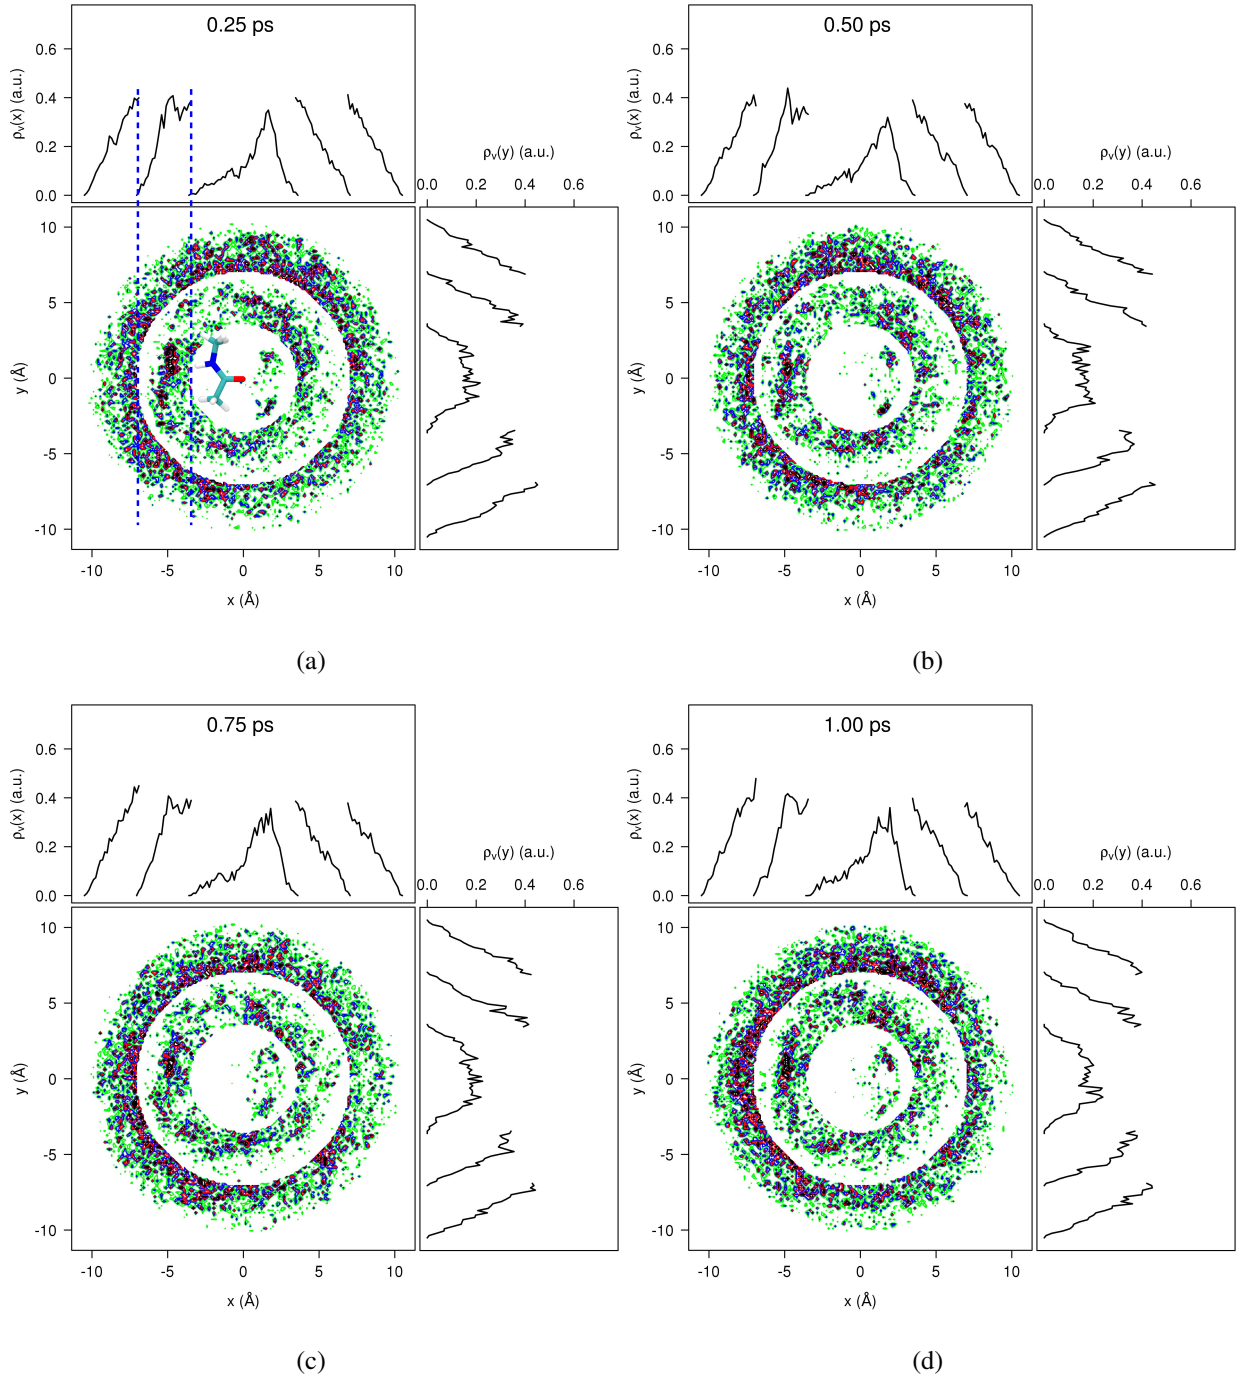 0.25 ps
0.6
0.4
0.2
0.0
ρv(x) (a.u.)
ρv(y) (a.u.)
0.0 0.2 0.4 0.6
10
5
0
-5
-10
y (Å)
-10 -5 0 5 10
x (Å)
(a)
0.50 ps
0.6
0.4
0.2
0.0
ρv(x) (a.u.)
ρv(y) (a.u.)
0.0 0.2 0.4 0.6
10
5
0
-5
-10
y (Å)
-10 -5 0 5 10
x (Å)
(b)
0.75 ps
0.6
0.4
0.2
0.0
ρv(x) (a.u.)
ρv(y) (a.u.)
0.0 0.2 0.4 0.6
10
5
0
-5
-10
y (Å)
-10 -5 0 5 10
x (Å)
(c)
1.00 ps
0.6
0.4
0.2
0.0
ρv(x) (a.u.)
ρv(y) (a.u.)
0.0 0.2 0.4 0.6
10
5
0
-5
-10
y (Å)
-10 -5 0 5 10
x (Å)
(d)